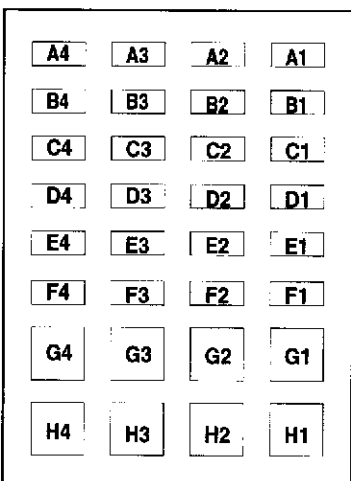 A4 A3 A2 A1
B4 B3 B2 B1
C4 C3 C2 C1
D4 D3 D2 D1
E4 E3 E2 E1
F4 F3 F2 F1
G4 G3 G2 G1
H4 H3 H2 H1